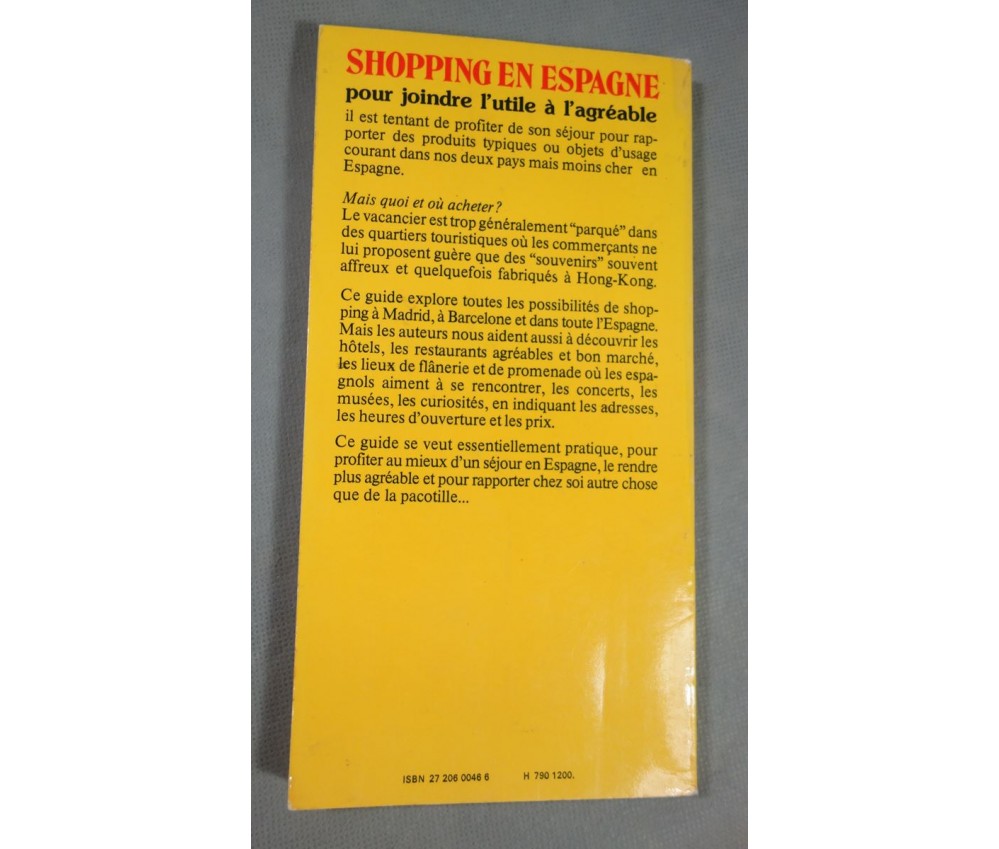 SHOPPING EN ESPAGNE
pour joindre l'utile à l'agréable
il est tentant de profiter de son séjour pour rap-
porter des produits typiques ou objets d'usage
courant dans nos deux pays mais moins cher en
Espagne.
Mais quoi et où acheter?
Le vacancier est trop généralement "parqué" dans
des quartiers touristiques où les commerçants ne
lui proposent guère que des "souvenirs" souvent
affreux et quelquefois fabriqués à Hong-Kong.
Ce guide explore toutes les possibilités de shop-
ping à Madrid, à Barcelone et dans toute l'Espagne.
Mais les auteurs nous aident aussi à découvrir les
hôtels, les restaurants agréables et bon marché,
les lieux de flânerie et de promenade où les espa-
gnols aiment à se rencontrer, les concerts, les
musées, les curiosités, en indiquant les adresses,
les heures d'ouverture et les prix.
Ce guide se veut essentiellement pratique, pour
profiter au mieux d'un séjour en Espagne, le rendre
plus agréable et pour rapporter chez soi autre chose
que de la pacotille...
ISBN 27 206 0046 6 H 790 1200.